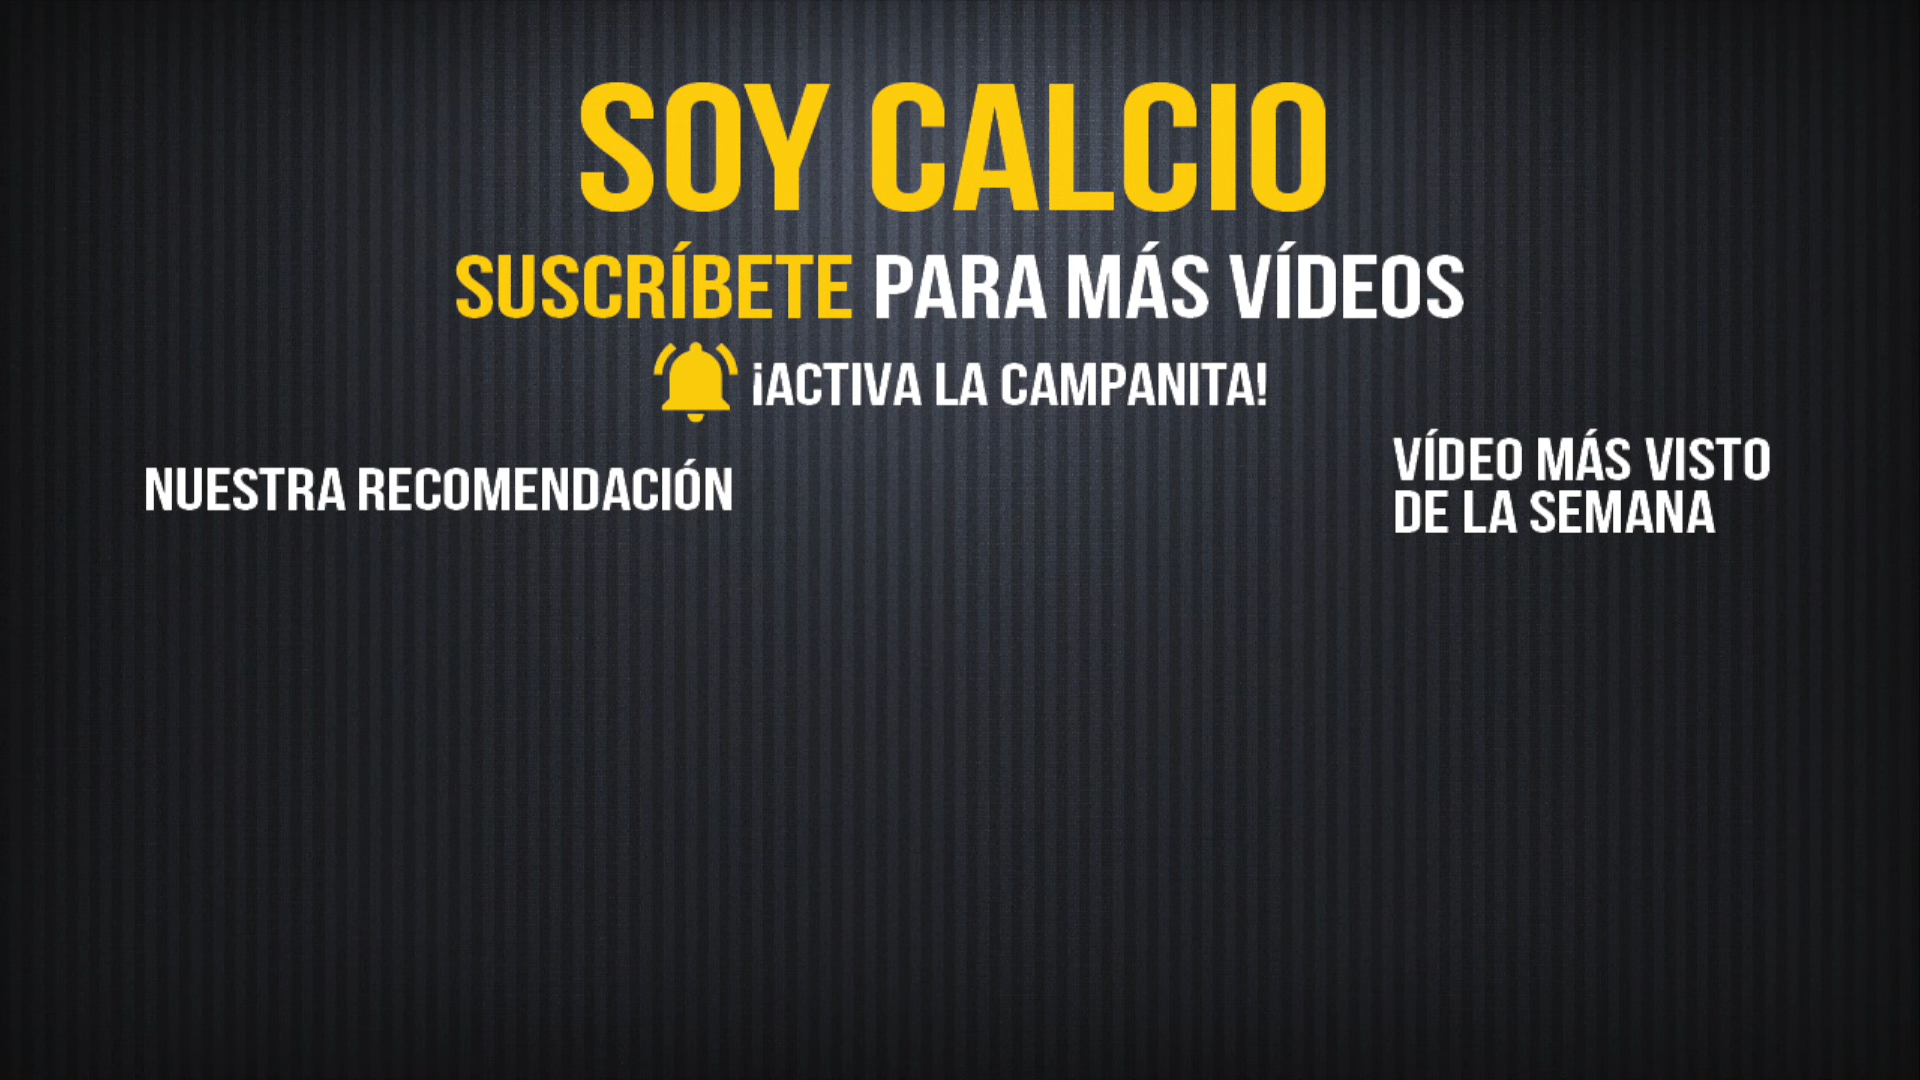 SOY CALCIO
SUSCRÍBETE PARA MÁS VÍDEOS
¡ACTIVA LA CAMPANITA!
NUESTRA RECOMENDACIÓN
VÍDEO MÁS VISTO
DE LA SEMANA